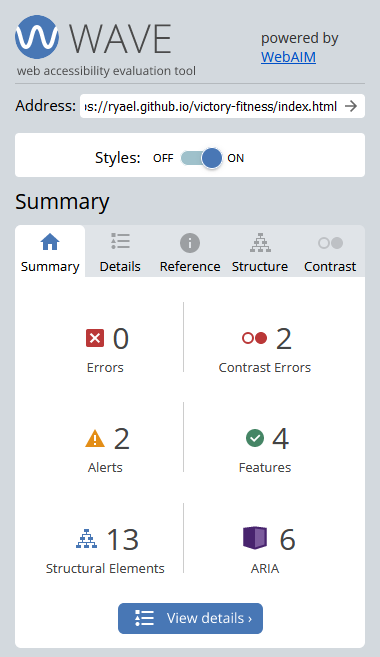 WAVE
web accessibility evaluation tool
powered by
WebAIM
Address: ›s://ryael.github.io/victory-fitness/index.html
Styles: OFF ON
Summary
Summary Details Reference Structure Contrast
0 2
Errors Contrast Errors
2 4
Alerts Features
13 6
Structural Elements ARIA
View details ›